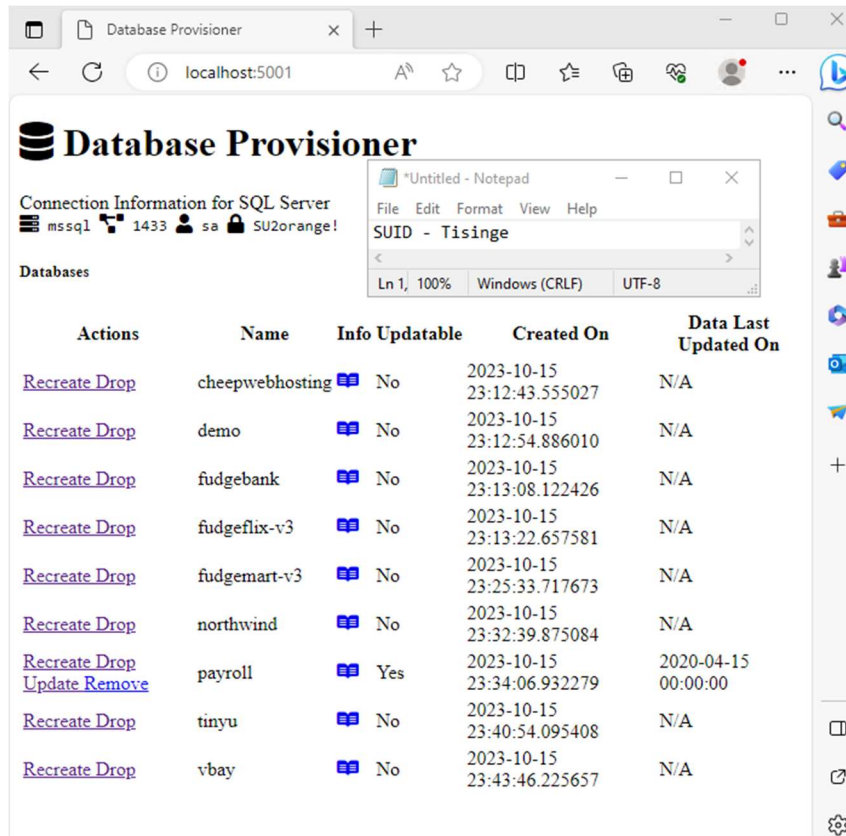 Database Provisioner
localhost:5001
Database Provisioner
*Untitled - Notepad
File Edit Format View Help
SUID - Tisinge
Ln 1, 100% Windows (CRLF) UTF-8
Connection Information for SQL Server
mssql 1433 sa SU2orange!
Databases
Actions Name Info Updatable Created On Data Last
Updated On
Recreate Drop cheepwebhosting No 2023-10-15
23:12:43.555027 N/A
Recreate Drop demo No 2023-10-15
23:12:54.886010 N/A
Recreate Drop fudgebank No 2023-10-15
23:13:08.122426 N/A
Recreate Drop fudgeflix-v3 No 2023-10-15
23:13:22.657581 N/A
Recreate Drop fudgemart-v3 No 2023-10-15
23:25:33.717673 N/A
Recreate Drop northwind No 2023-10-15
23:32:39.875084 N/A
Recreate Drop payroll Yes 2023-10-15 2020-04-15
Update Remove 23:34:06.932279 00:00:00
Recreate Drop tinyu No 2023-10-15
23:40:54.095408 N/A
Recreate Drop vbay No 2023-10-15
23:43:46.225657 N/A